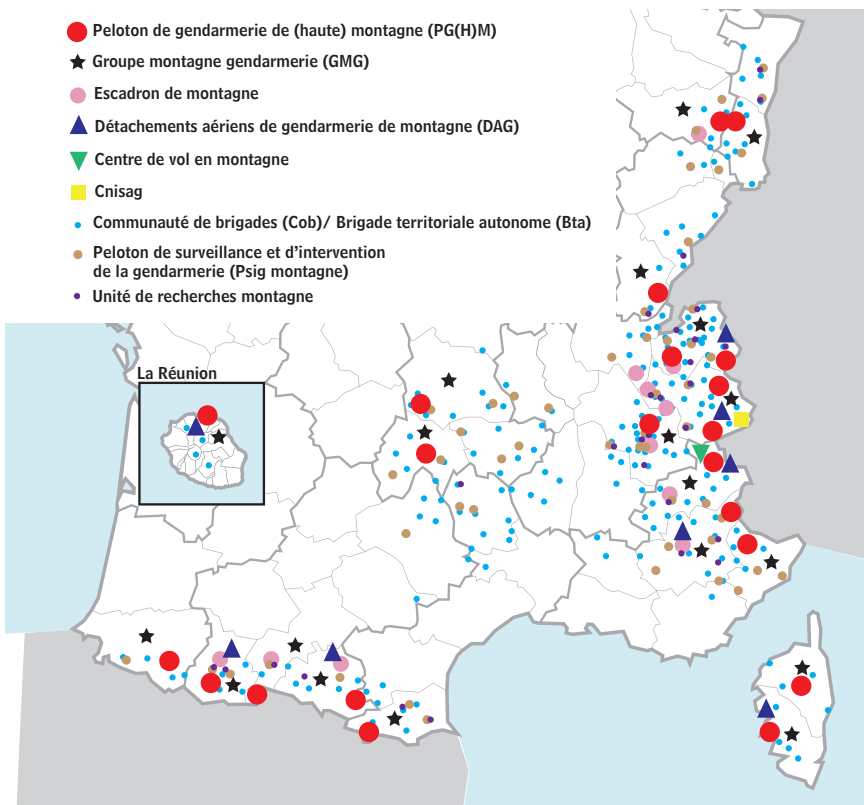 Peloton de gendarmerie de (haute) montagne (PG(H)M)
Groupe montagne gendarmerie (GMG)
Escadron de montagne
Détachements aériens de gendarmerie de montagne (DAG)
Centre de vol en montagne
Cnisag
Communauté de brigades (Cob)/ Brigade territoriale autonome (Bta)
Peloton de surveillance et d'intervention
de la gendarmerie (Psig montagne)
Unité de recherches montagne
La Réunion